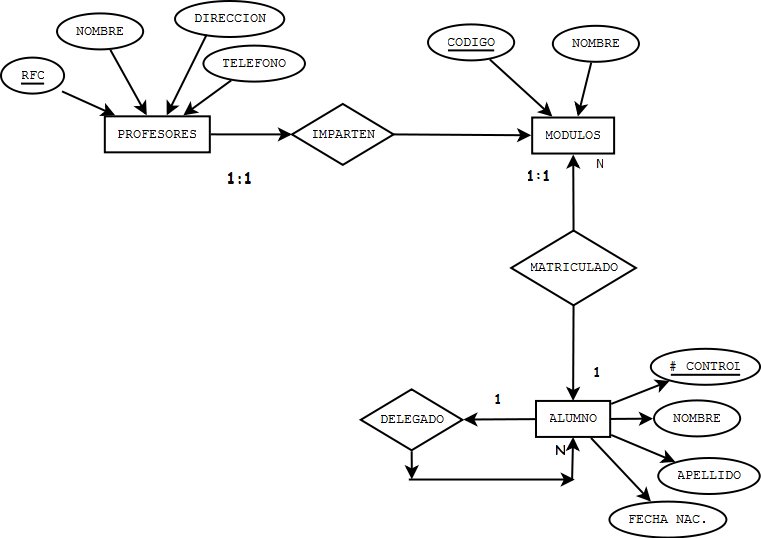 DIRECCION
NOMBRE
TELEFONO
RFC
CODIGO
NOMBRE
PROFESORES
IMPARTEN
MODULOS
N
1:1
1:1
MATRICULADO
1
# CONTROL
1
DELEGADO
ALUMNO
NOMBRE
N
APELLIDO
FECHA NAC.